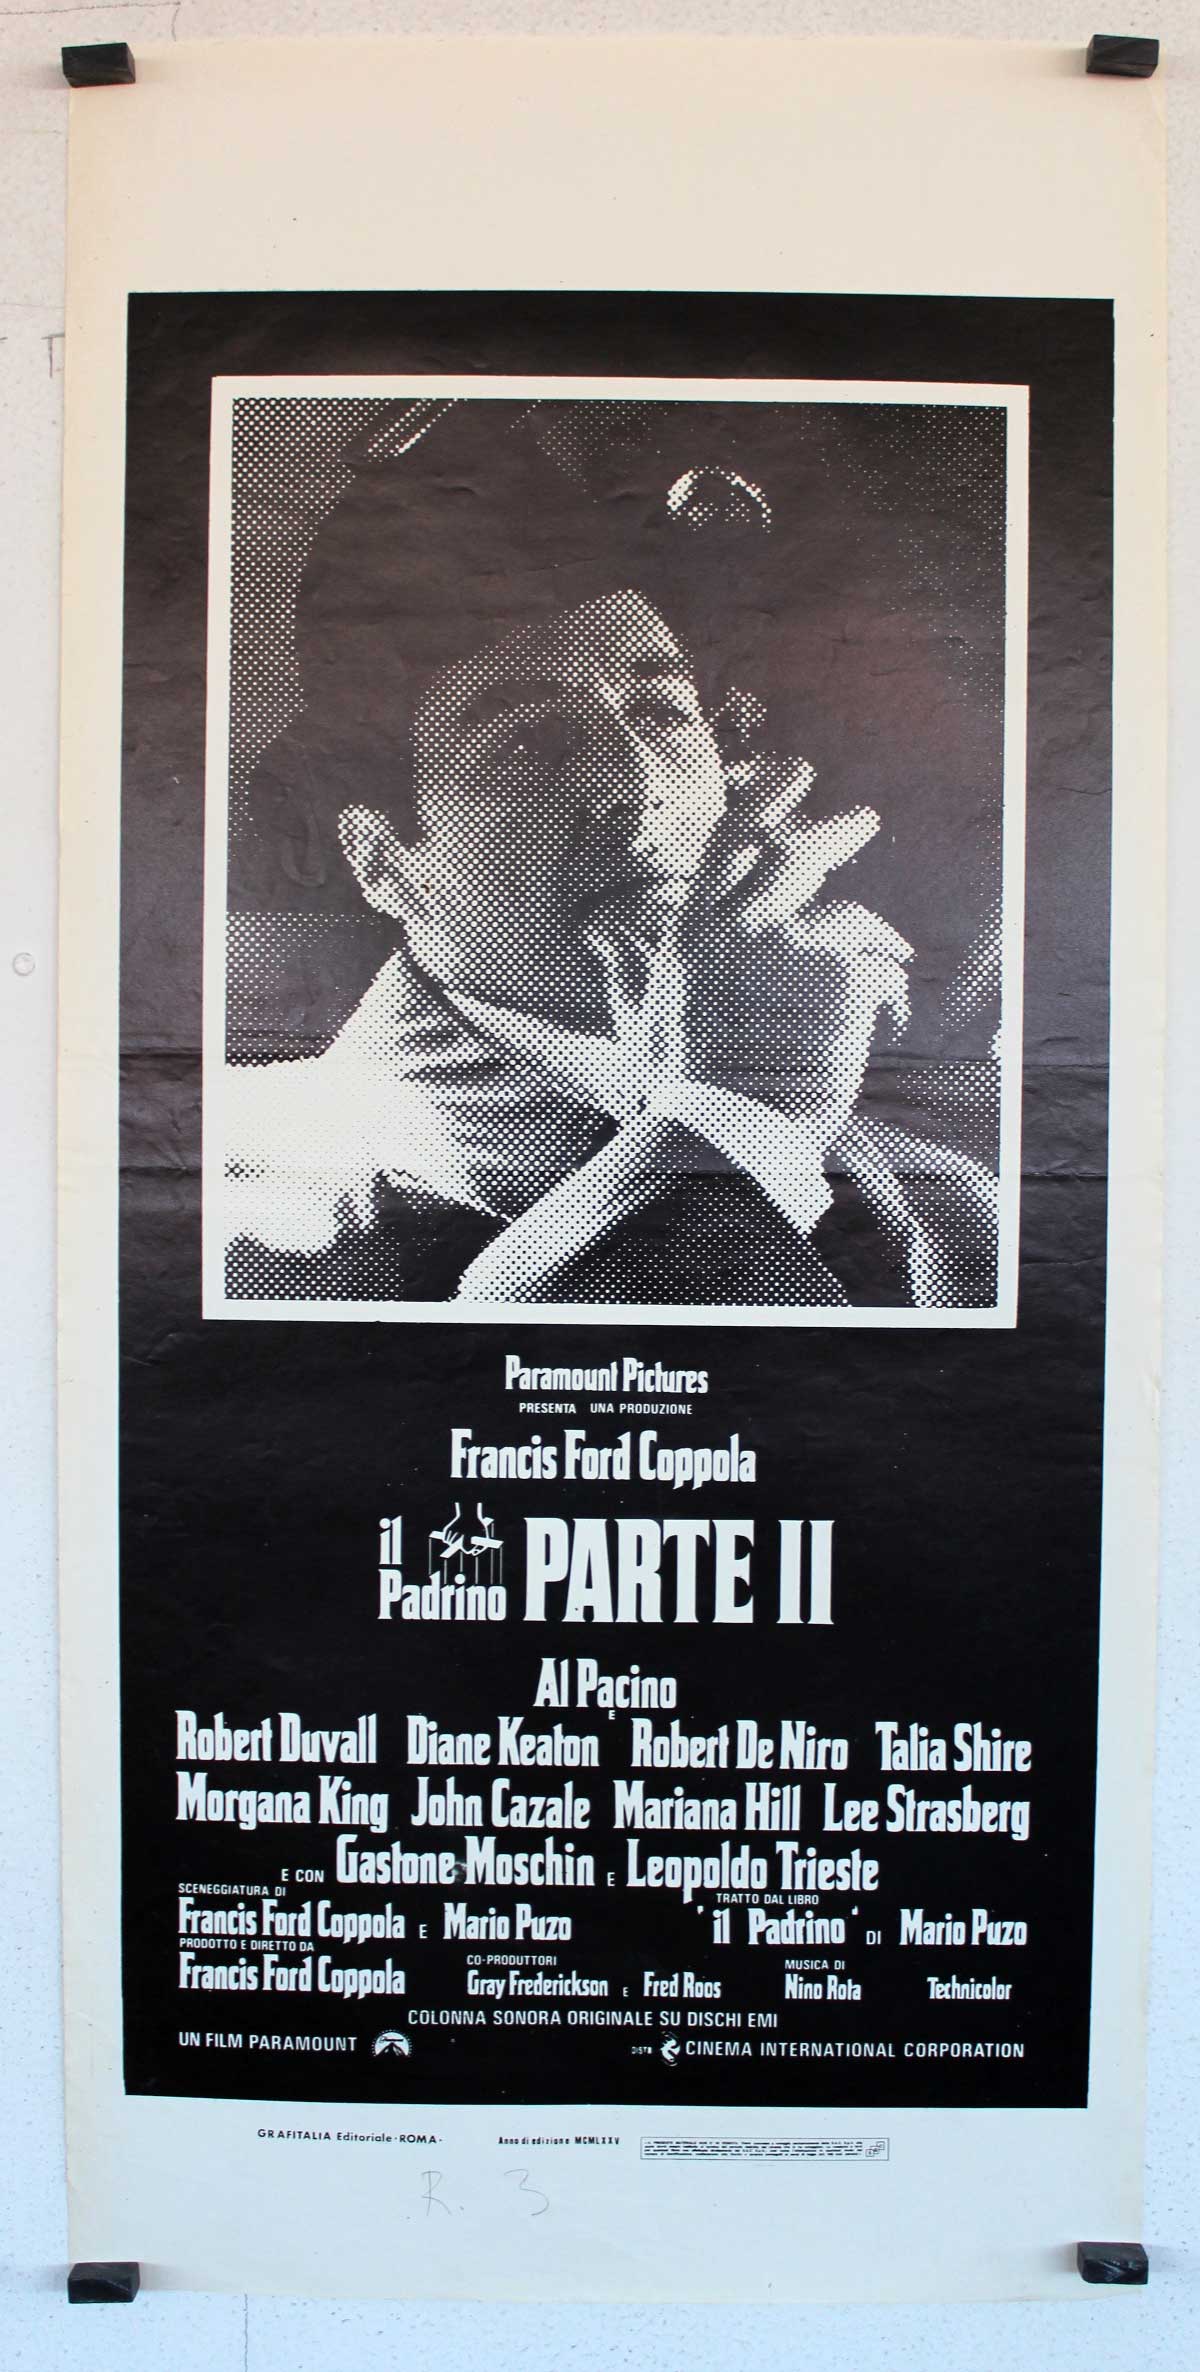 Paramount Pictures
PRESENTA UNA PRODUZIONE
Francis Ford Coppola
il Padrino PARTE II
Al Pacino
E
Robert Duvall Diane Keaton Robert De Niro Talia Shire
Morgana King John Cazale Mariana Hill Lee Strasberg
E CON Gastone Moschin E Leopoldo Trieste
SCENEGGIATURA DI
Francis Ford Coppola E Mario Puzo
TRATTO DAL LIBRO
"il Padrino" DI Mario Puzo
PRODOTTO E DIRETTO DA
Francis Ford Coppola
CO-PRODUTTORI
Gray Frederickson E Fred Roos
MUSICA DI
Nino Rota
Technicolor
COLONNA SONORA ORIGINALE SU DISCHI EMI
UN FILM PARAMOUNT
DISTR CINEMA INTERNATIONAL CORPORATION
GRAFITALIA Editoriale - ROMA -
Anno di edizione MCMLXXV
R. 3